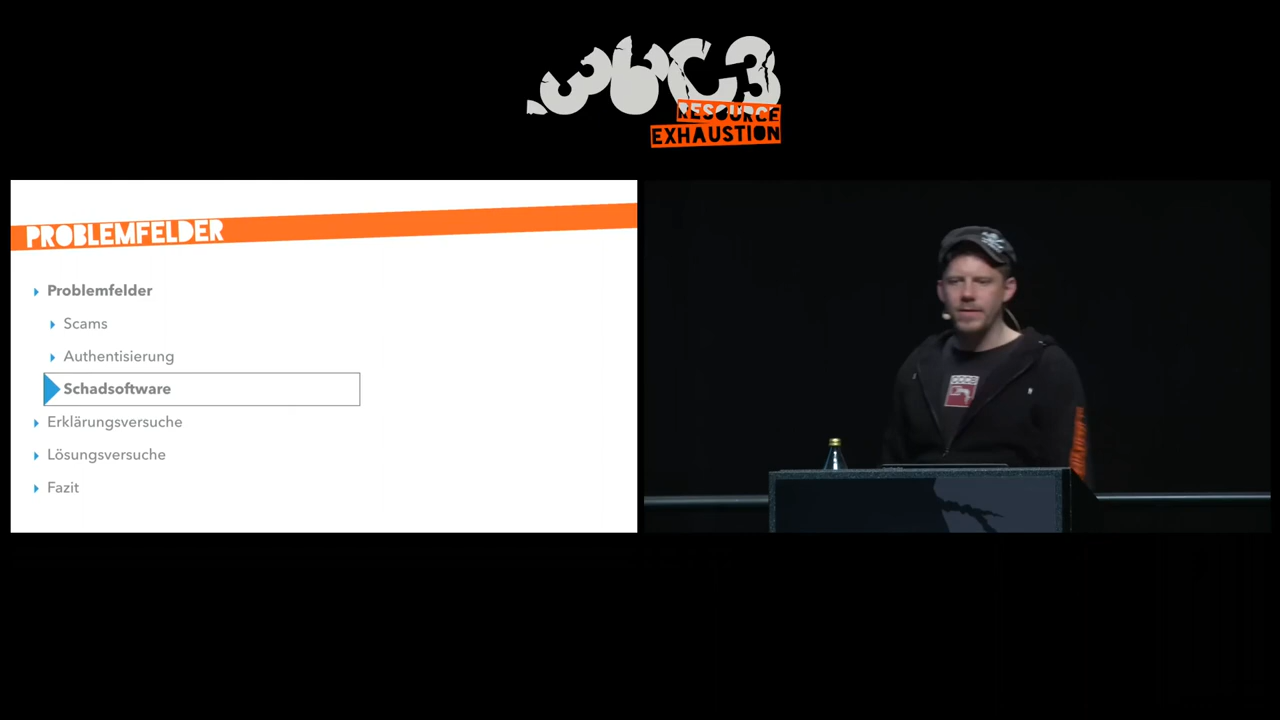 36C3
RESOURCE
EXHAUSTION
PROBLEMFELDER
Problemfelder
Scams
Authentisierung
Schadsoftware
Erklärungsversuche
Lösungsversuche
Fazit